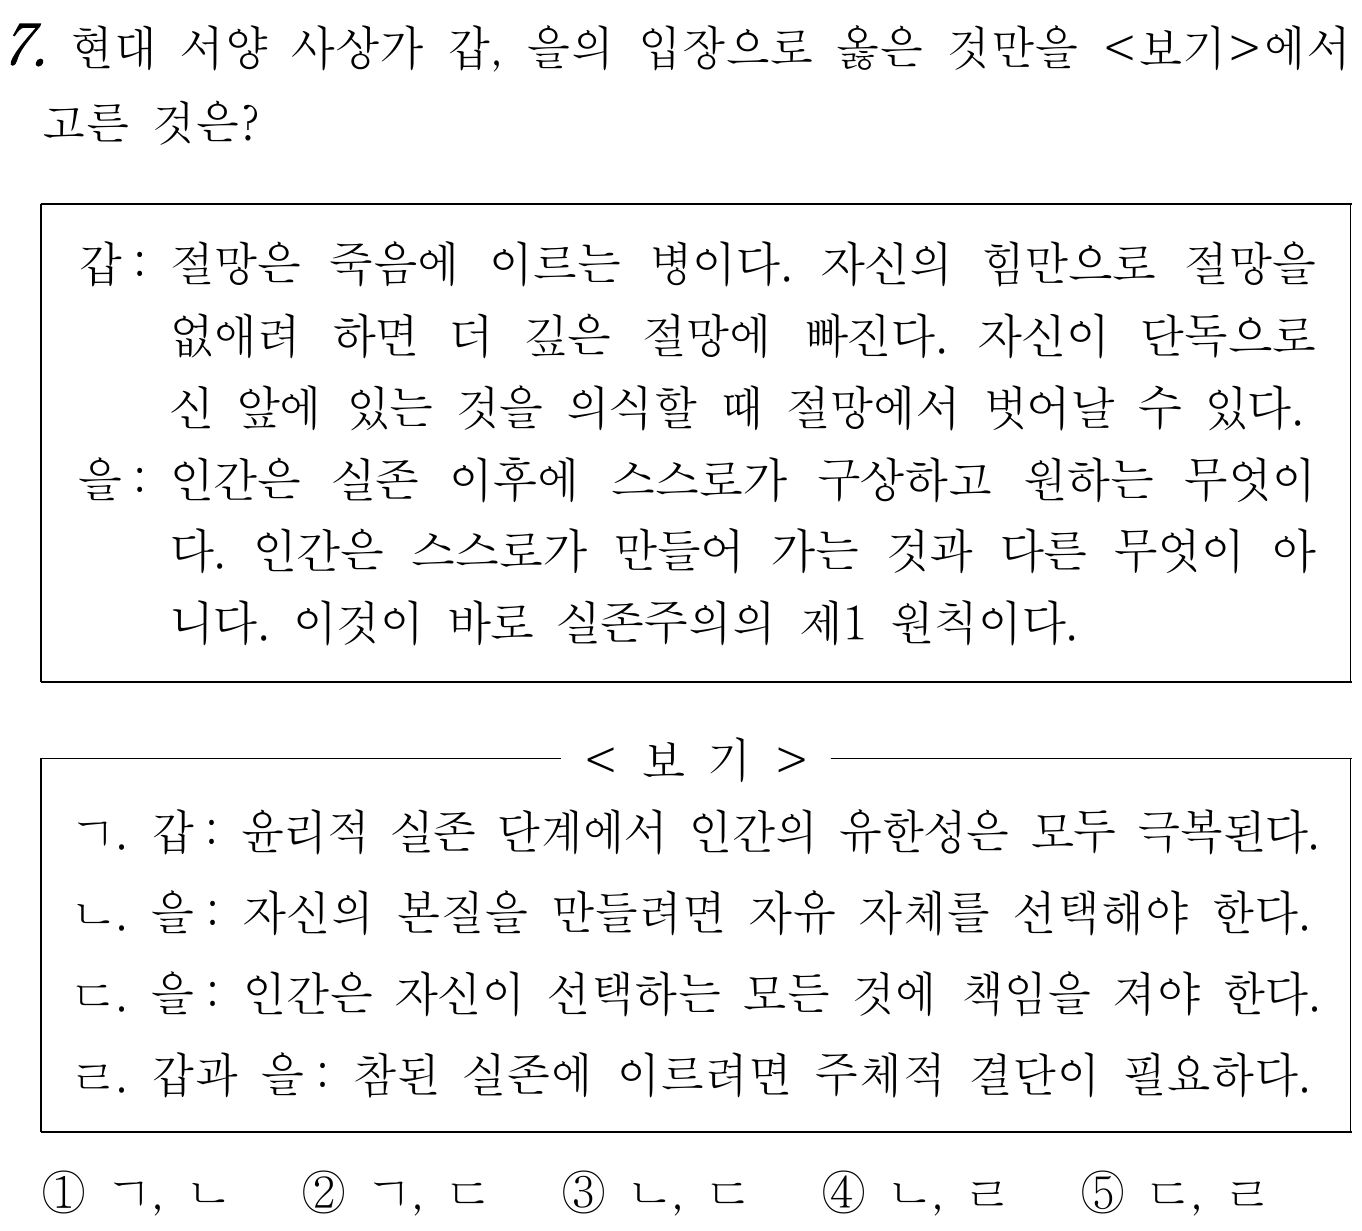 7. 현대 서양 사상가 갑, 을의 입장으로 옳은 것만을 <보기>에서
고른 것은?
갑: 절망은 죽음에 이르는 병이다. 자신의 힘만으로 절망을
없애려 하면 더 깊은 절망에 빠진다. 자신이 단독으로
신 앞에 있는 것을 의식할 때 절망에서 벗어날 수 있다.
을: 인간은 실존 이후에 스스로가 구상하고 원하는 무엇이
다. 인간은 스스로가 만들어 가는 것과 다른 무엇이 아
니다. 이것이 바로 실존주의의 제1 원칙이다.
< 보 기 >
ㄱ. 갑: 윤리적 실존 단계에서 인간의 유한성은 모두 극복된다.
ㄴ. 을: 자신의 본질을 만들려면 자유 자체를 선택해야 한다.
ㄷ. 을: 인간은 자신이 선택하는 모든 것에 책임을 져야 한다.
ㄹ. 갑과 을: 참된 실존에 이르려면 주체적 결단이 필요하다.
① ㄱ, ㄴ ② ㄱ, ㄷ ③ ㄴ, ㄷ ④ ㄴ, ㄹ ⑤ ㄷ, ㄹ